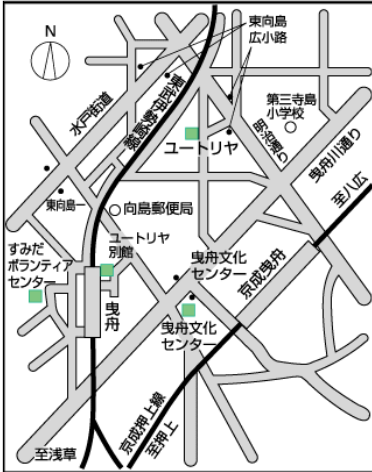 N
東向島
広小路
水戸街道
東武伊勢崎線
第三寺島
小学校
明治通り
ユートリヤ
曳舟川通り
至八広
東向島一
向島郵便局
ユートリヤ
別館
すみだ
ボランティア
センター
曳舟文化
センター
京成曳舟
曳舟
曳舟文化
センター
京成押上線
至押上
至浅草